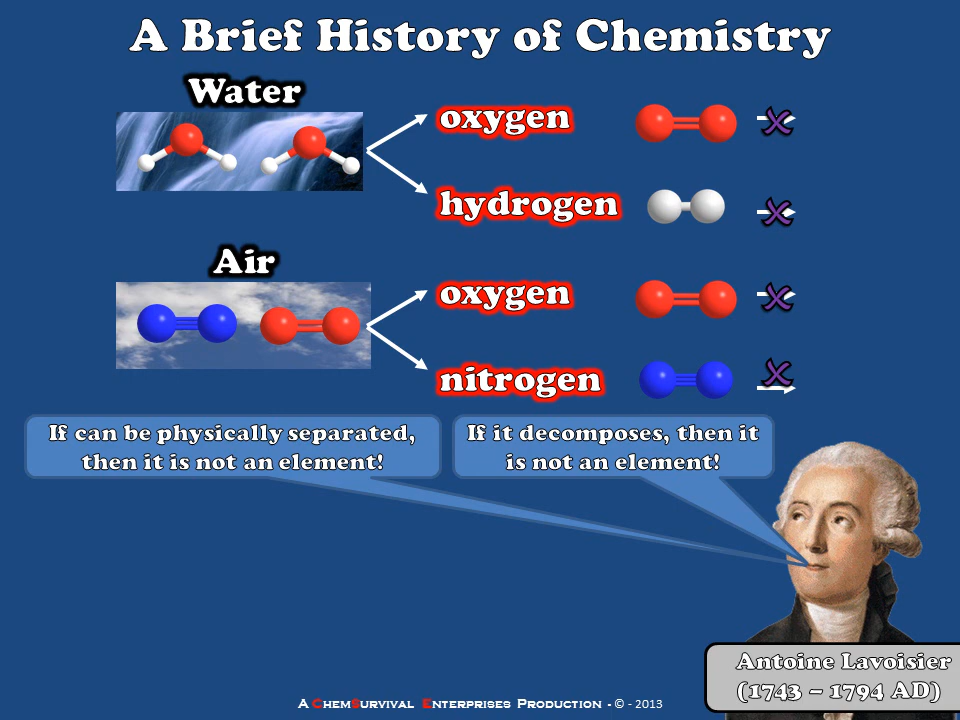 A Brief History of Chemistry
Water
oxygen
hydrogen
Air
oxygen
nitrogen
If can be physically separated,
then it is not an element!
If it decomposes, then it
is not an element!
Antoine Lavoisier
(1743 – 1794 AD)
A ChemSurvival Enterprises Production - © - 2013